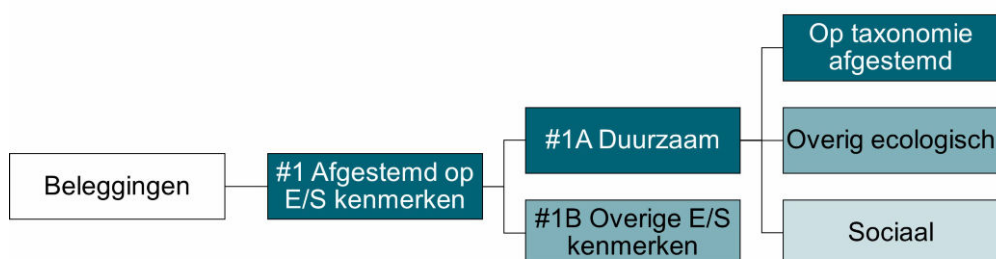 Beleggingen
#1 Afgestemd op
E/S kenmerken
#1A Duurzaam
#1B Overige E/S
kenmerken
Op taxonomie
afgestemd
Overig ecologisch
Sociaal